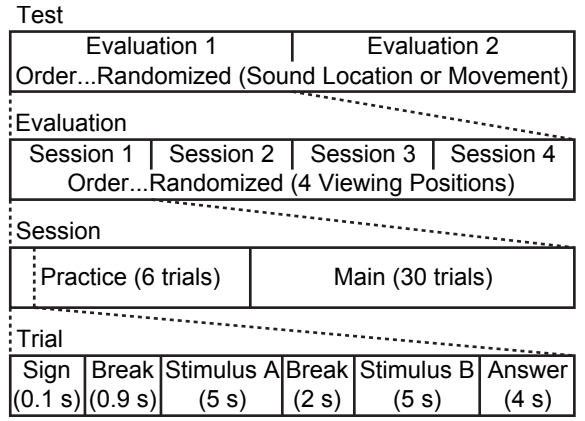 Test
Evaluation 1 Evaluation 2
Order...Randomized (Sound Location or Movement)
Evaluation
Session 1 Session 2 Session 3 Session 4
Order...Randomized (4 Viewing Positions)
Session
Practice (6 trials) Main (30 trials)
Trial
Sign Break Stimulus A Break Stimulus B Answer
(0.1 s) (0.9 s) (5 s) (2 s) (5 s) (4 s)